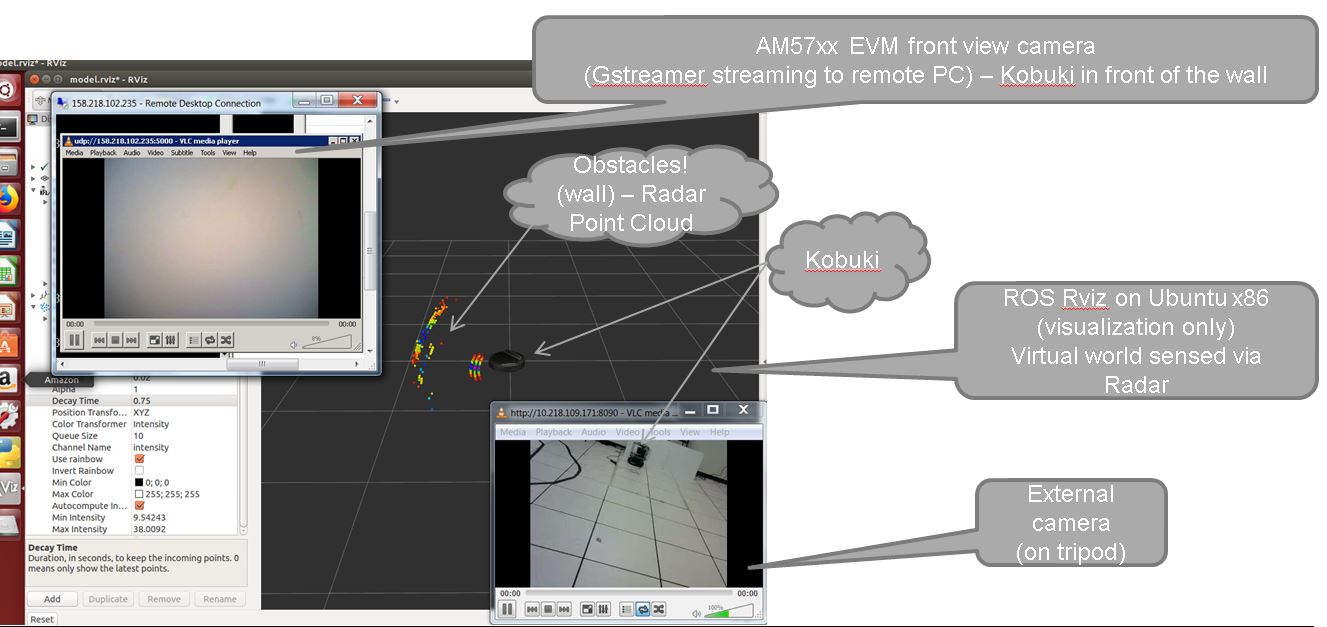 AM57xx EVM front view camera
(Gstreamer streaming to remote PC) – Kobuki in front of the wall
model.rviz* - RViz
158.218.102.235 - Remote Desktop Connection
udp://158.218.102.235:5000 - VLC media player
Media Playback Audio Video Subtitle Tools View Help
00:00 00:00
8%
Obstacles!
(wall) – Radar
Point Cloud
Kobuki
ROS Rviz on Ubuntu x86
(visualization only)
Virtual world sensed via
Radar
Amazon
Alpha 1
Decay Time 0.75
Position Transfo... XYZ
Color Transformer Intensity
Queue Size 10
Channel Name intensity
Use rainbow
Invert Rainbow
Min Color 0; 0; 0
Max Color 255; 255; 255
Autocompute In...
Min Intensity 9.54243
Max Intensity 38.0092
Decay Time
Duration, in seconds, to keep the incoming points. 0
means only show the latest points.
Add Duplicate Remove Rename
Reset
http://10.218.109.171:8090 - VLC media ...
Media Playback Audio Video Tools View Help
00:00 00:00
100%
External
camera
(on tripod)